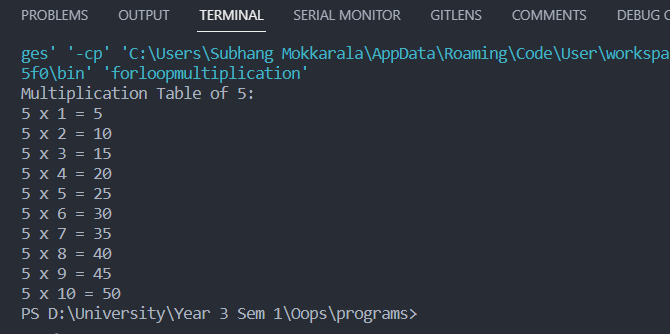 PROBLEMS OUTPUT TERMINAL SERIAL MONITOR GITLENS COMMENTS DEBUG C
ges' '-cp' 'C:\Users\Subhang Mokkarala\AppData\Roaming\Code\User\workspa
5f0\bin' 'forloopmultiplication'
Multiplication Table of 5:
5 x 1 = 5
5 x 2 = 10
5 x 3 = 15
5 x 4 = 20
5 x 5 = 25
5 x 6 = 30
5 x 7 = 35
5 x 8 = 40
5 x 9 = 45
5 x 10 = 50
PS D:\University\Year 3 Sem 1\Oops\programs>